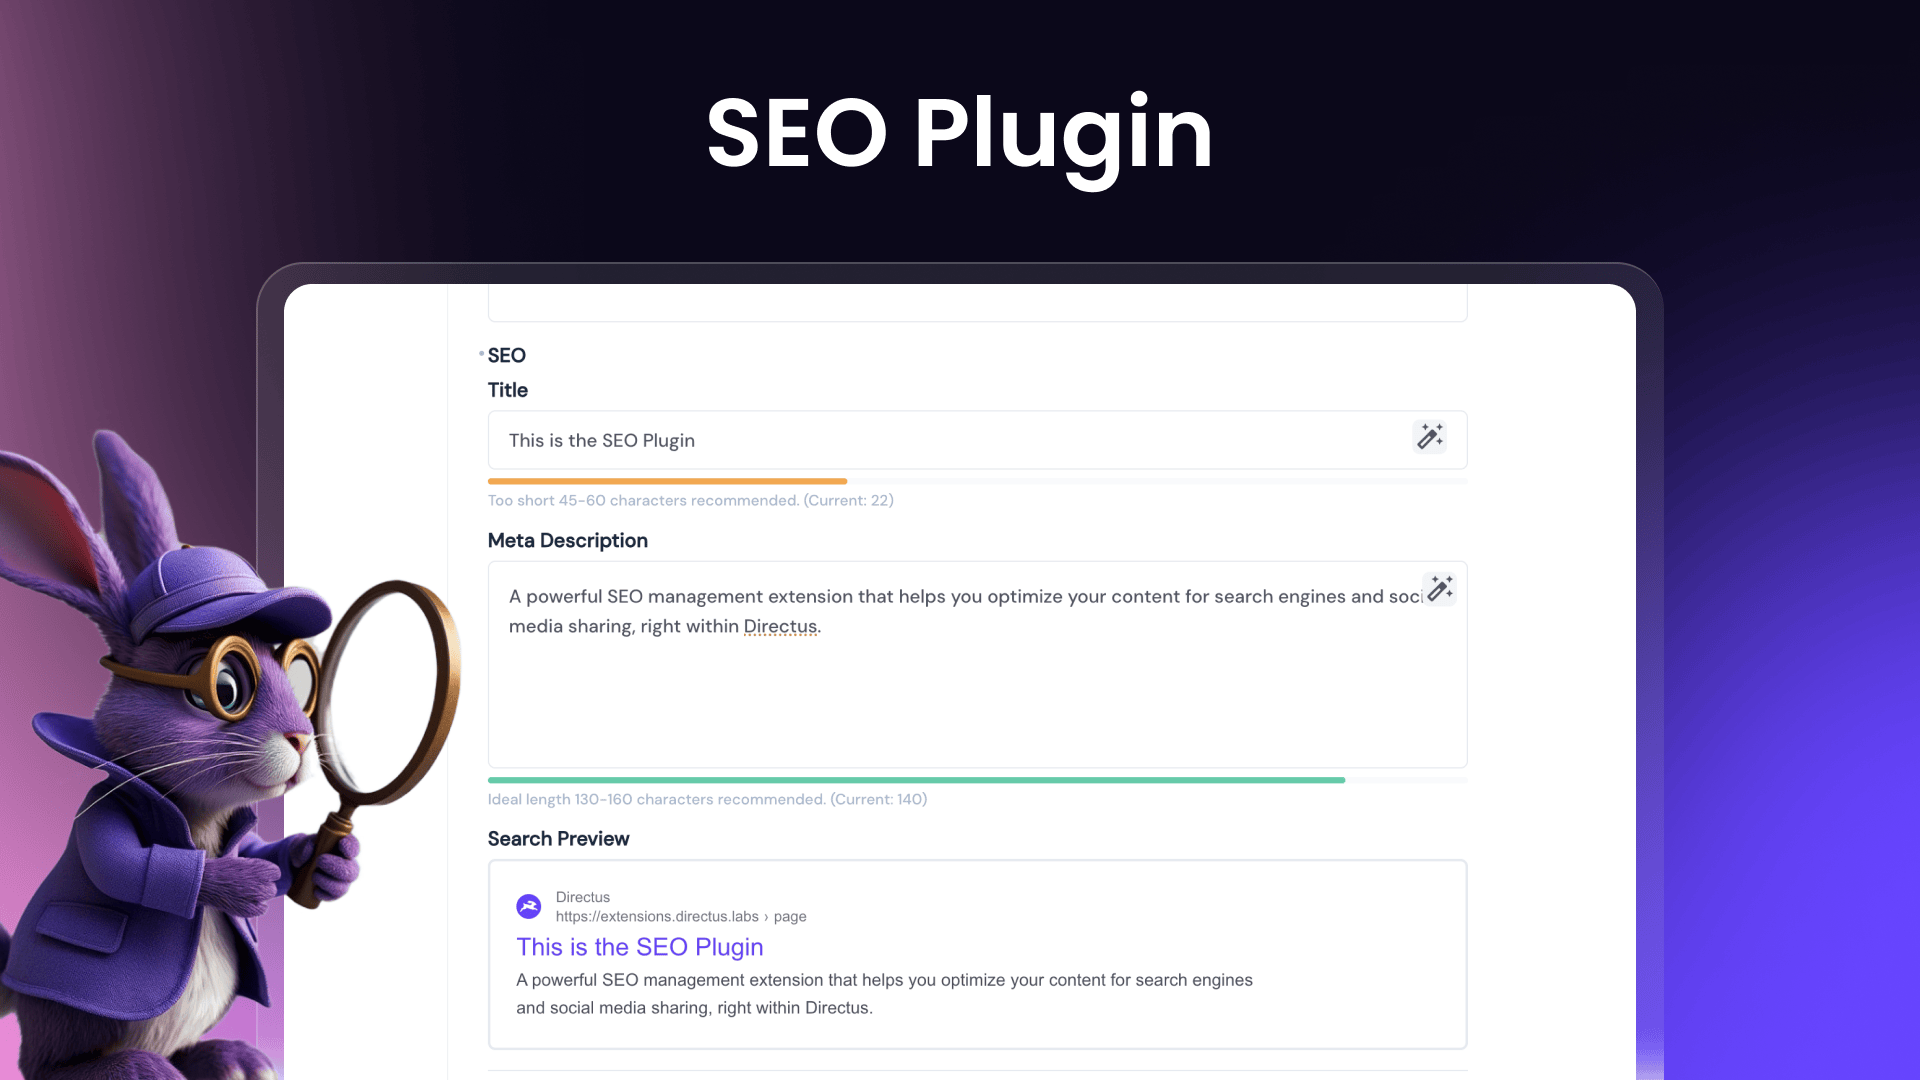 SEO Plugin
SEO
Title
This is the SEO Plugin
Too short 45-60 characters recommended. (Current: 22)
Meta Description
A powerful SEO management extension that helps you optimize your content for search engines and soci
media sharing, right within Directus.
Ideal length 130-160 characters recommended. (Current: 140)
Search Preview
Directus
https://extensions.directus.labs › page
This is the SEO Plugin
A powerful SEO management extension that helps you optimize your content for search engines
and social media sharing, right within Directus.